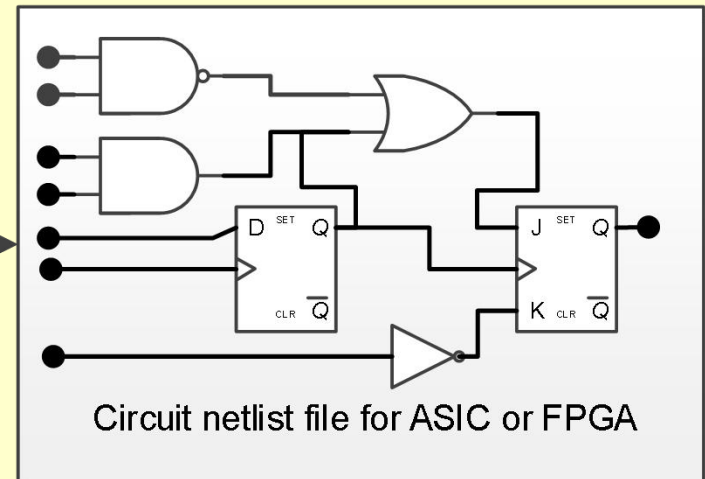 D SET Q
CLR Q
J SET Q
K CLR Q
Circuit netlist file for ASIC or FPGA